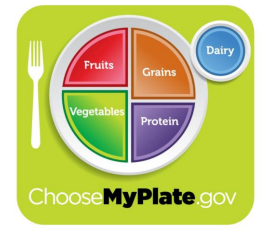 Dairy
Fruits
Grains
Vegetables
Protein
ChooseMyPlate.gov